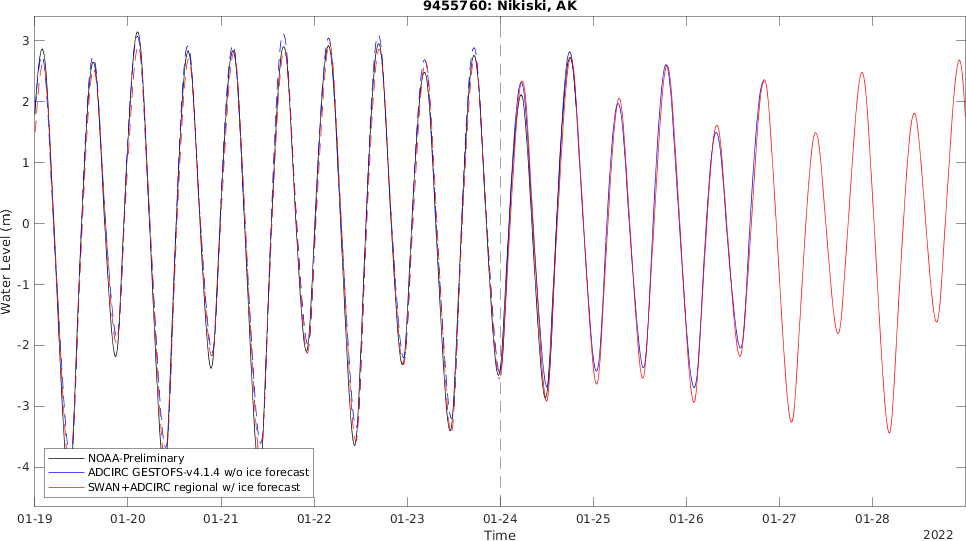 9455760: Nikiski, AK
3
2
1
0
-1
-2
-3
-4
Water Level (m)
NOAA-Preliminary
ADCIRC GESTOFS-v4.1.4 w/o ice forecast
SWAN+ADCIRC regional w/ ice forecast
01-19 01-20 01-21 01-22 01-23 01-24 01-25 01-26 01-27 01-28
Time
2022